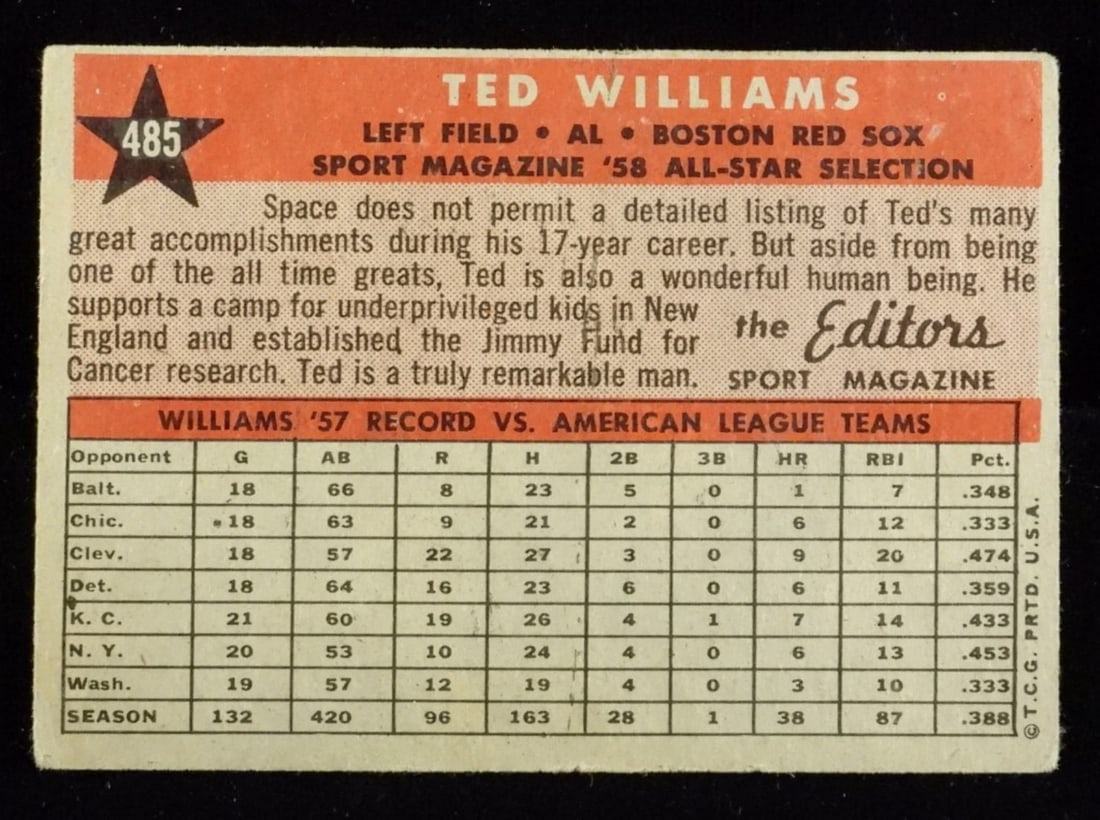 485
TED WILLIAMS
LEFT FIELD • AL • BOSTON RED SOX
SPORT MAGAZINE '58 ALL-STAR SELECTION
Space does not permit a detailed listing of Ted's many
great accomplishments during his 17-year career. But aside from being
one of the all time greats, Ted is also a wonderful human being. He
supports a camp for underprivileged kids in New
England and established the Jimmy Fund for
Cancer research. Ted is a truly remarkable man.
the Editors
SPORT MAGAZINE
WILLIAMS '57 RECORD VS. AMERICAN LEAGUE TEAMS
Opponent G AB R H 2B 3B HR RBI Pct.
Balt. 18 66 8 23 5 0 1 7 .348
Chic. 18 63 9 21 2 0 6 12 .333
Clev. 18 57 22 27 3 0 9 20 .474
Det. 18 64 16 23 6 0 6 11 .359
K. C. 21 60 19 26 4 1 7 14 .433
N. Y. 20 53 10 24 4 0 6 13 .453
Wash. 19 57 12 19 4 0 3 10 .333
SEASON 132 420 96 163 28 1 38 87 .388
© T.C.G. PRTD. U.S.A.